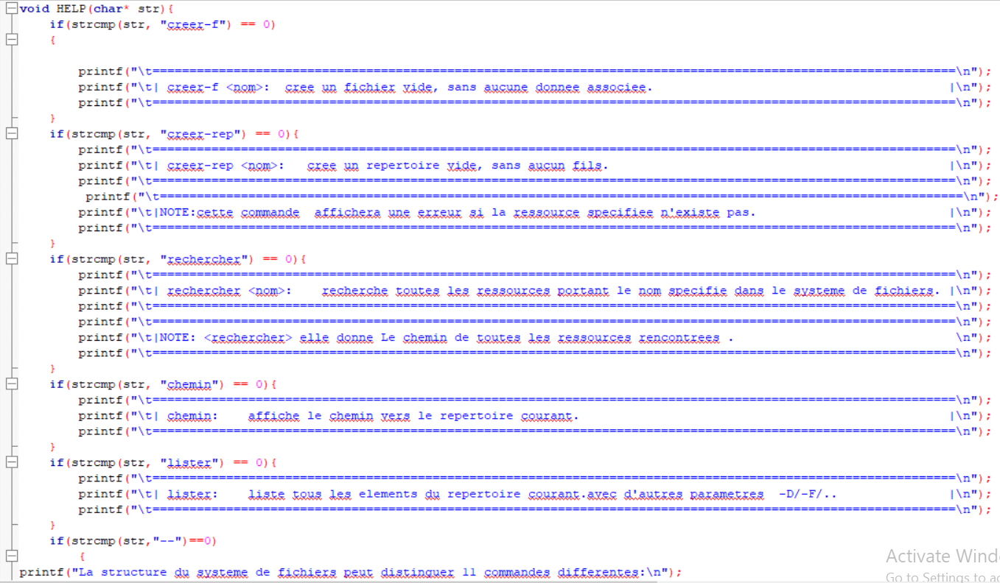 void HELP(char* str){
if(strcmp(str, "creer-f") == 0)
{
printf("\t=============================================================================================================\n");
printf("\t| creer-f <nom>:  cree un fichier vide, sans aucune donnee associee.                                        |\n");
printf("\t=============================================================================================================\n");
}
if(strcmp(str, "creer-rep") == 0){
printf("\t=============================================================================================================\n");
printf("\t| creer-rep <nom>:   cree un repertoire vide, sans aucun fils.                                              |\n");
printf("\t=============================================================================================================\n");
printf("\t=============================================================================================================\n");
printf("\t|NOTE:cette commande  affichera une erreur si la ressource specifiee n'existe pas.                          |\n");
printf("\t=============================================================================================================\n");
}
if(strcmp(str, "rechercher") == 0){
printf("\t=============================================================================================================\n");
printf("\t| rechercher <nom>:    recherche toutes les ressources portant le nom specifie dans le systeme de fichiers. |\n");
printf("\t=============================================================================================================\n");
printf("\t=============================================================================================================\n");
printf("\t|NOTE: <rechercher> elle donne Le chemin de toutes les ressources rencontrees .                              \n");
printf("\t=============================================================================================================\n");
}
if(strcmp(str, "chemin") == 0){
printf("\t=============================================================================================================\n");
printf("\t| chemin:    affiche le chemin vers le repertoire courant.                                                  |\n");
printf("\t=============================================================================================================\n");
}
if(strcmp(str, "lister") == 0){
printf("\t=============================================================================================================\n");
printf("\t| lister:    liste tous les elements du repertoire courant.avec d'autres parametres  -D/-F/..               |\n");
printf("\t=============================================================================================================\n");
}
if(strcmp(str,"--")==0)
{
printf("La structure du systeme de fichiers peut distinguer 11 commandes differentes:\n");
Activate Wind
Go to Settings to ac